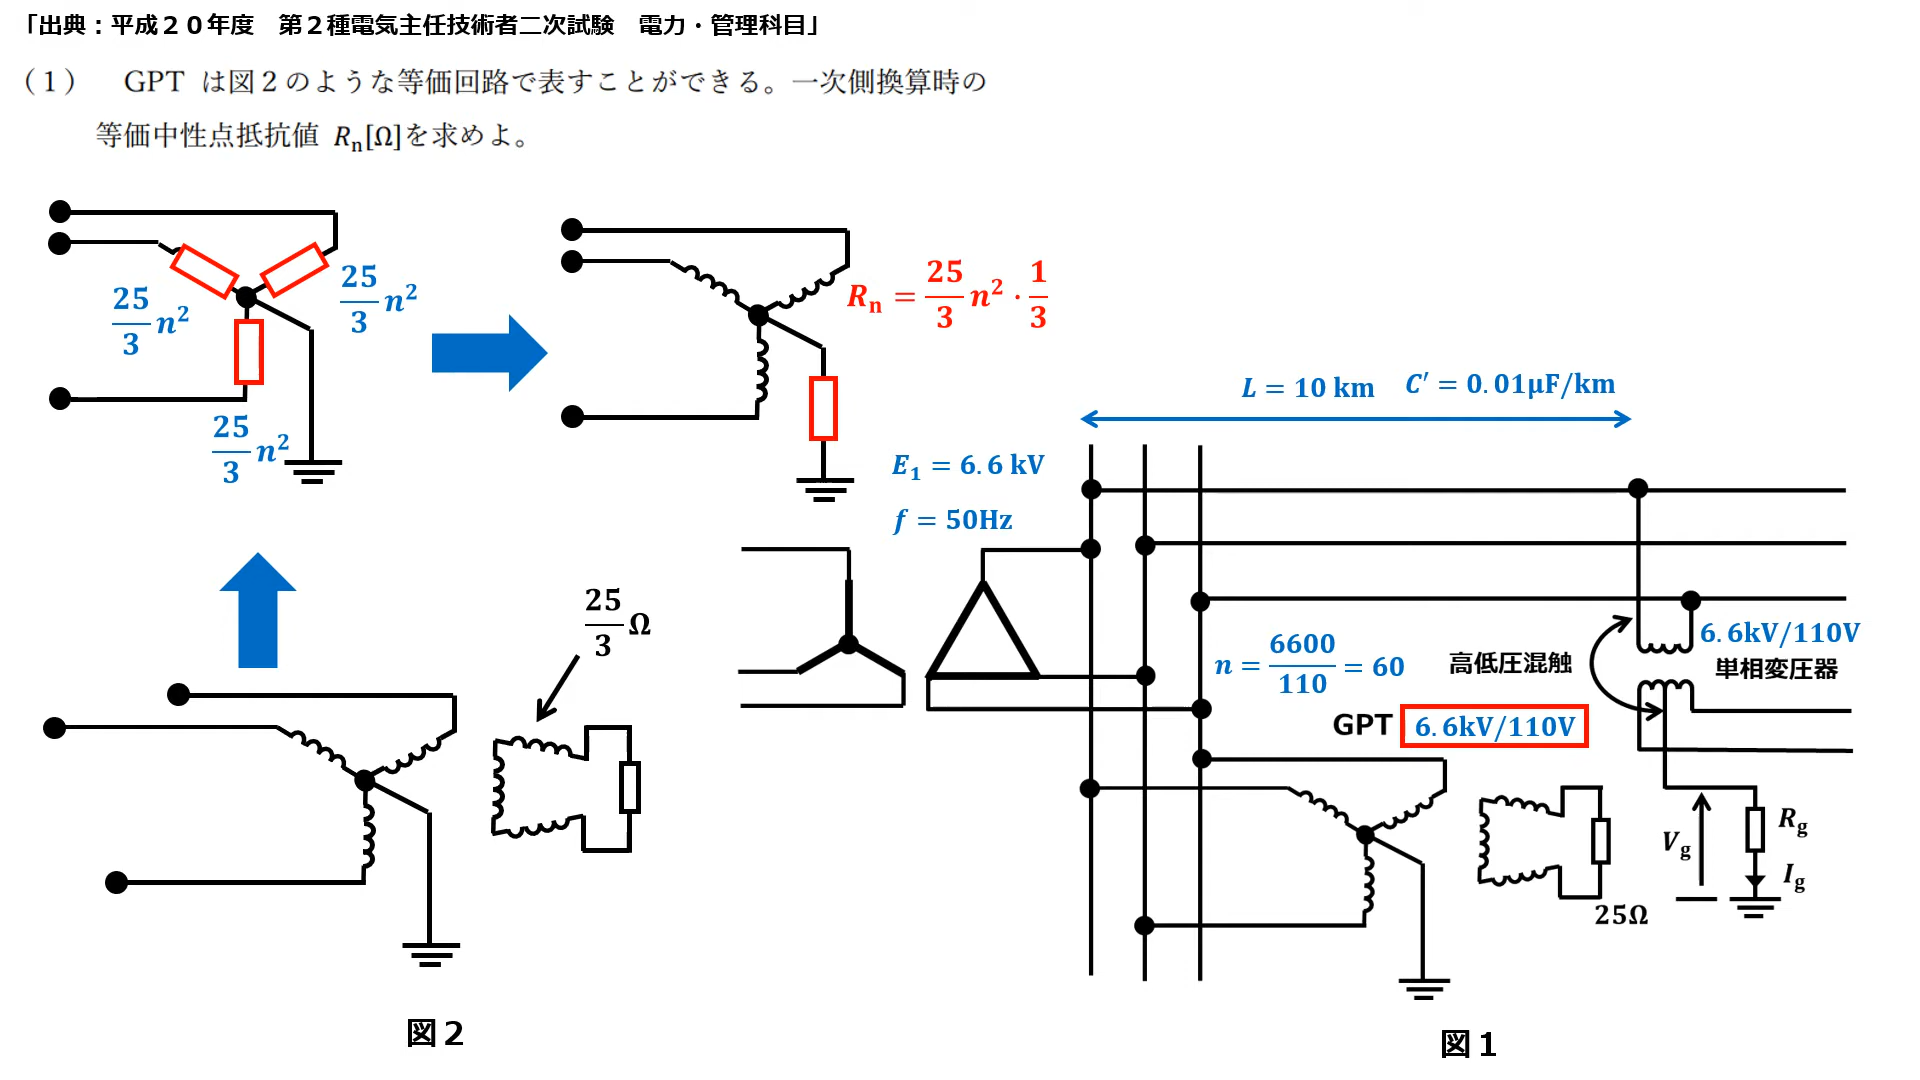 「出典：平成２０年度　第２種電気主任技術者二次試験　電力・管理科目」
（１）　GPT は図２のような等価回路で表すことができる。一次側換算時の
等価中性点抵抗値 Rn[Ω]を求めよ。
25/3 n²
25/3 n²
25/3 n²
Rn = 25/3 n² · 1/3
L = 10 km C′ = 0.01μF/km
E₁ = 6.6 kV
f = 50Hz
25/3 Ω
n = 6600/110 = 60
高低圧混触
6.6kV/110V
単相変圧器
GPT 6.6kV/110V
Vg
Rg
Ig
25Ω
図２
図１